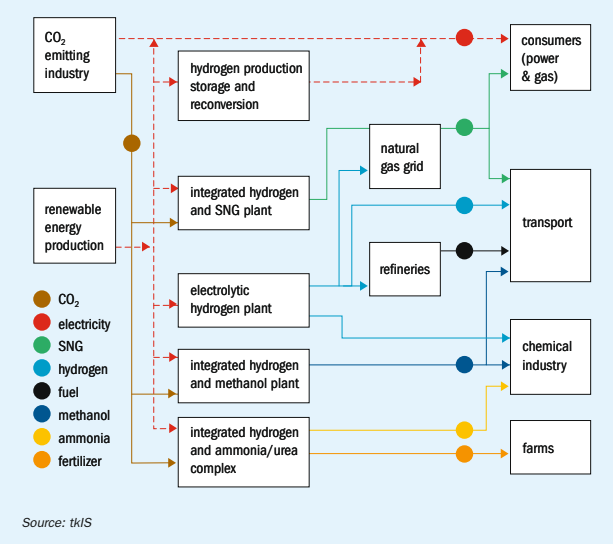 CO₂
emitting
industry
consumers
(power
& gas)
hydrogen production
storage and
reconversion
natural
gas grid
integrated hydrogen
and SNG plant
renewable
energy
production
transport
refineries
electrolytic
hydrogen plant
CO₂
electricity
SNG
hydrogen
fuel
methanol
ammonia
fertilizer
chemical
industry
integrated hydrogen
and methanol plant
integrated hydrogen
and ammonia/urea
complex
farms
Source: tkIS